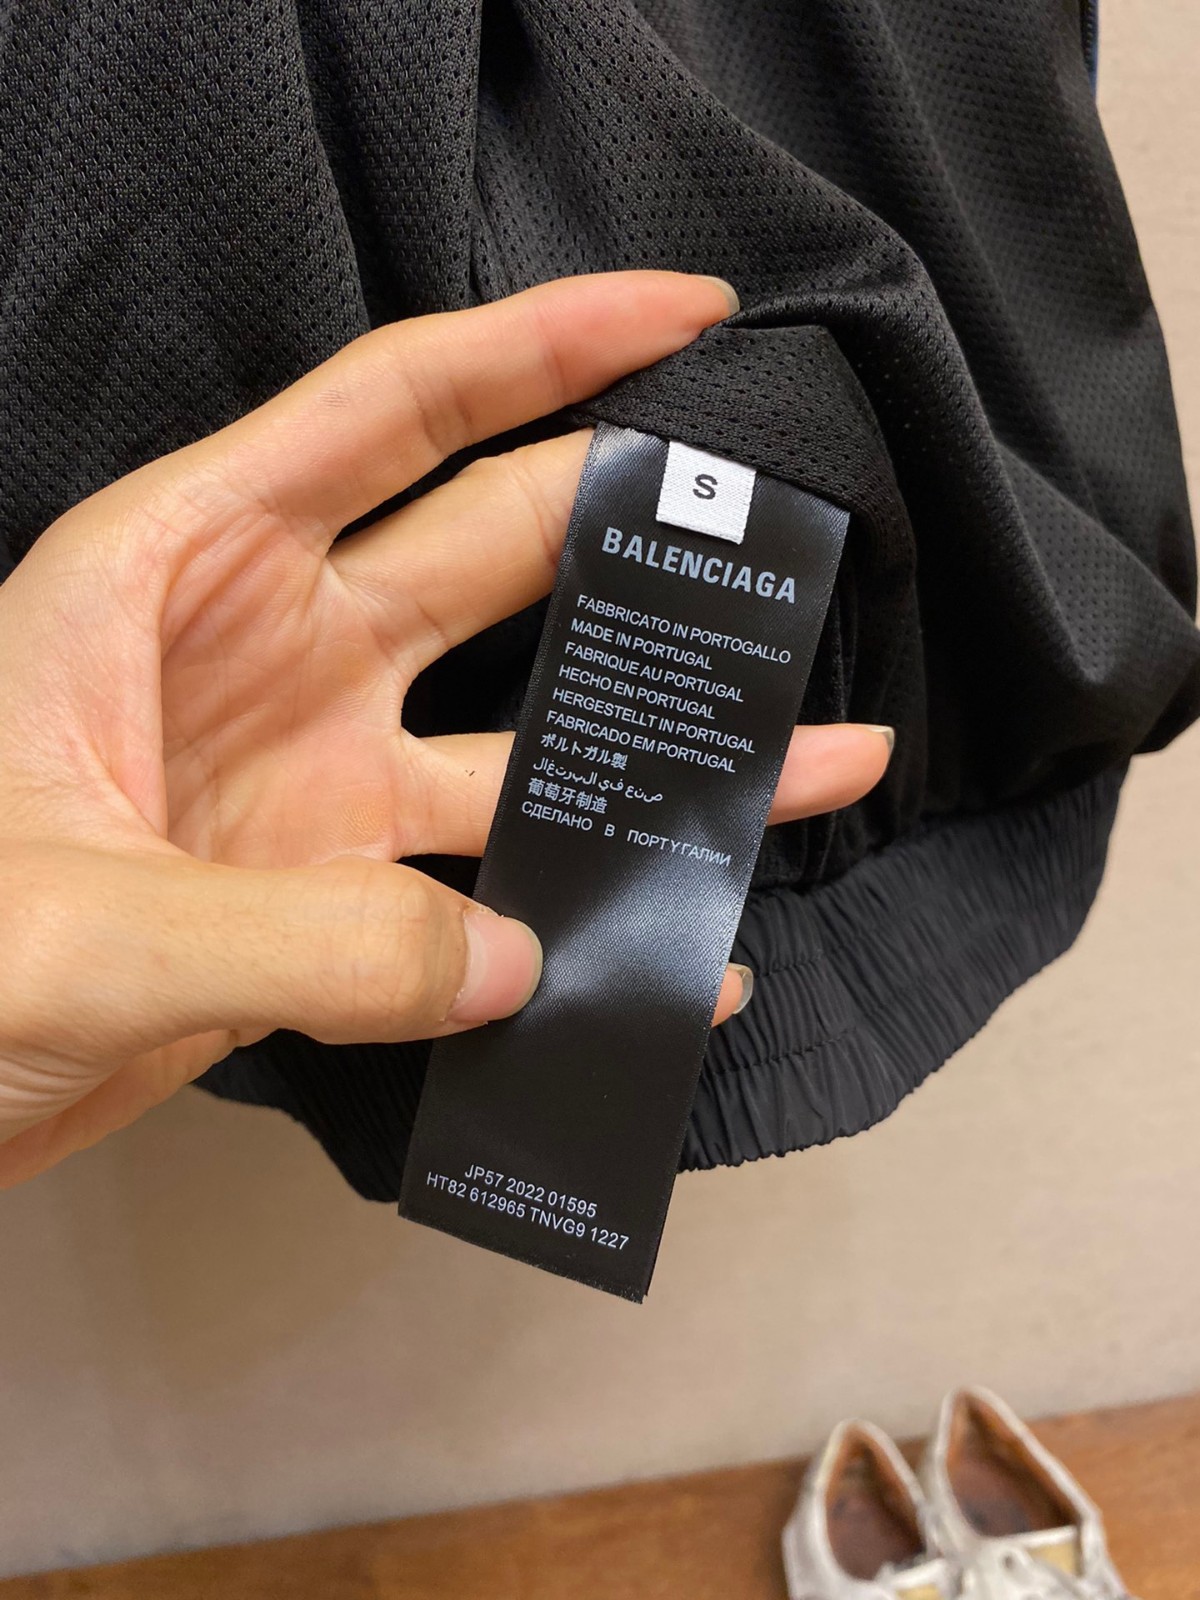 S
BALENCIAGA
FABBRICATO IN PORTOGALLO
MADE IN PORTUGAL
FABRIQUE AU PORTUGAL
HECHO EN PORTUGAL
HERGESTELLT IN PORTUGAL
FABRICADO EM PORTUGAL
ポルトガル製
صنع في البرتغال
葡萄牙制造
СДЕЛАНО В ПОРТУГАЛИИ
JP57 2022 01595
HT82 612965 TNVG9 1227